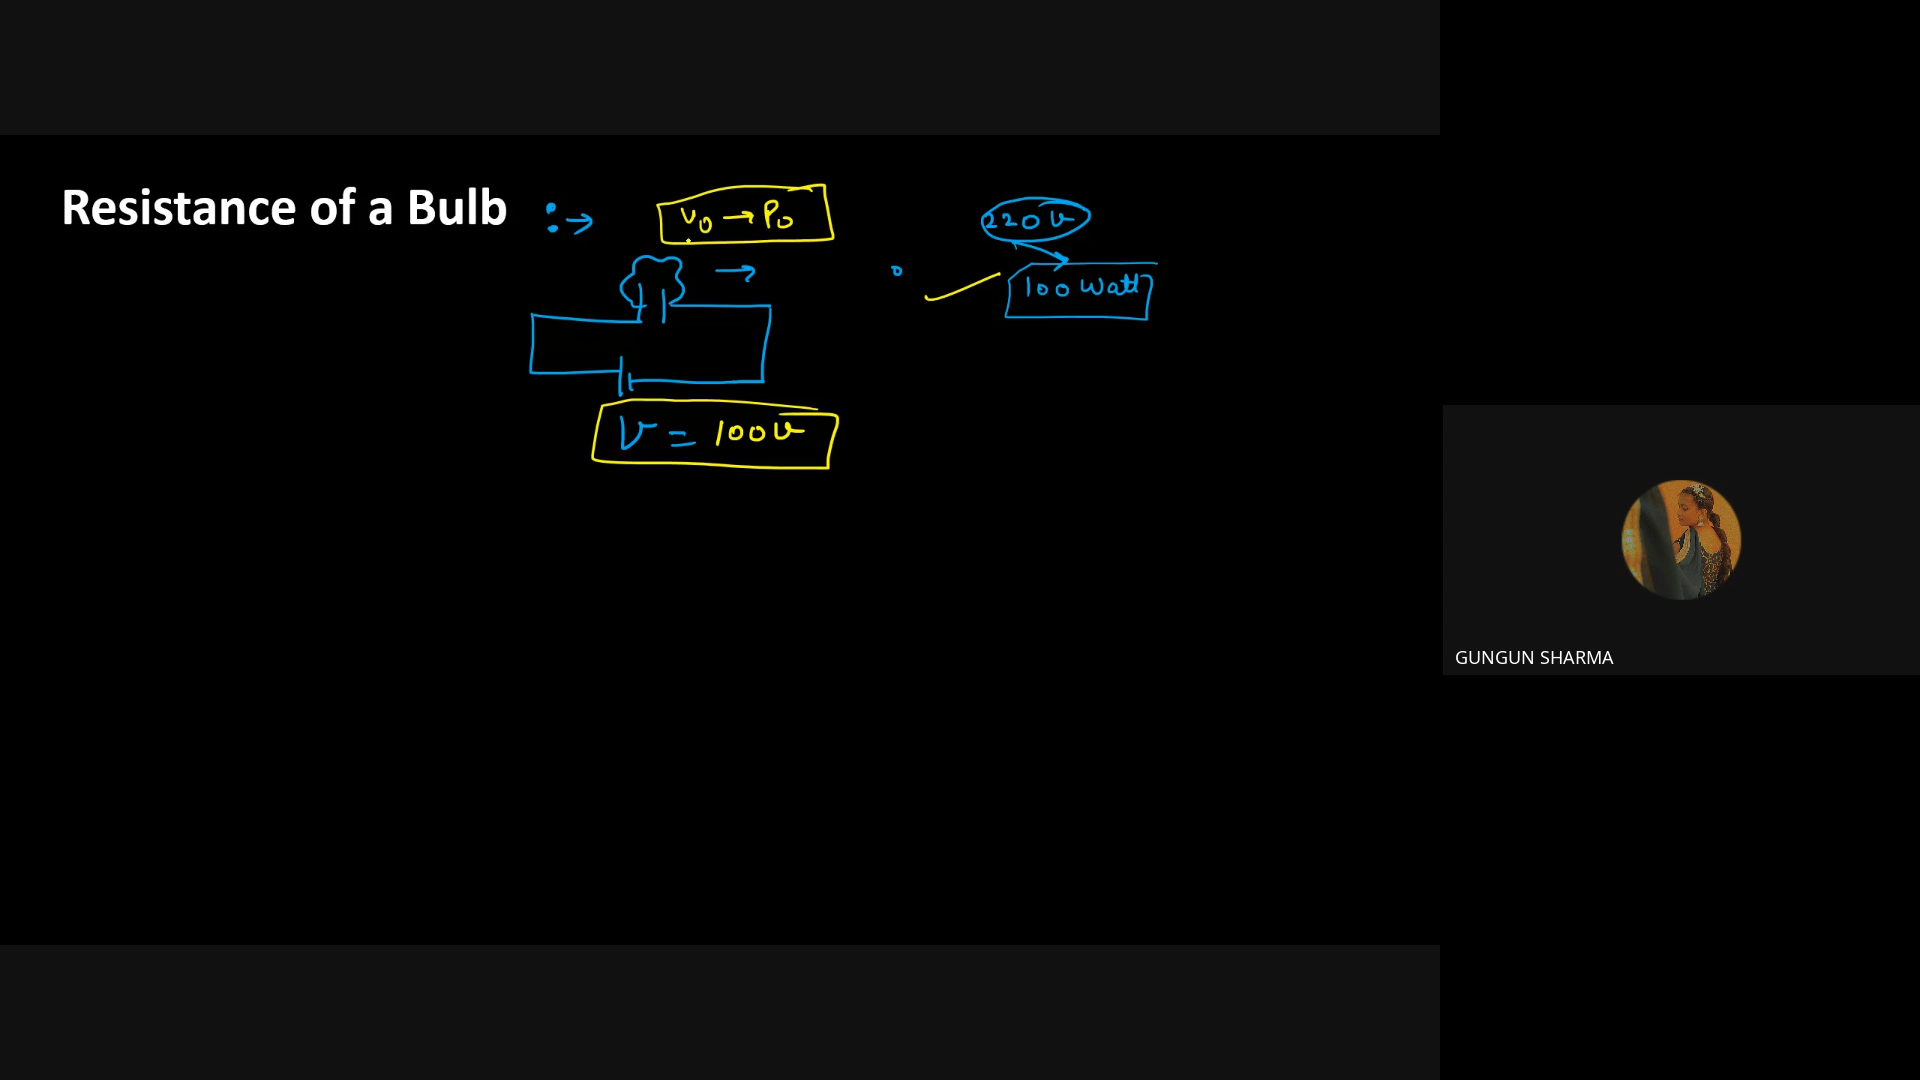 Resistance of a Bulb :→
V₀ → P₀
220 V
→
100 Watt
V = 100 V
GUNGUN SHARMA